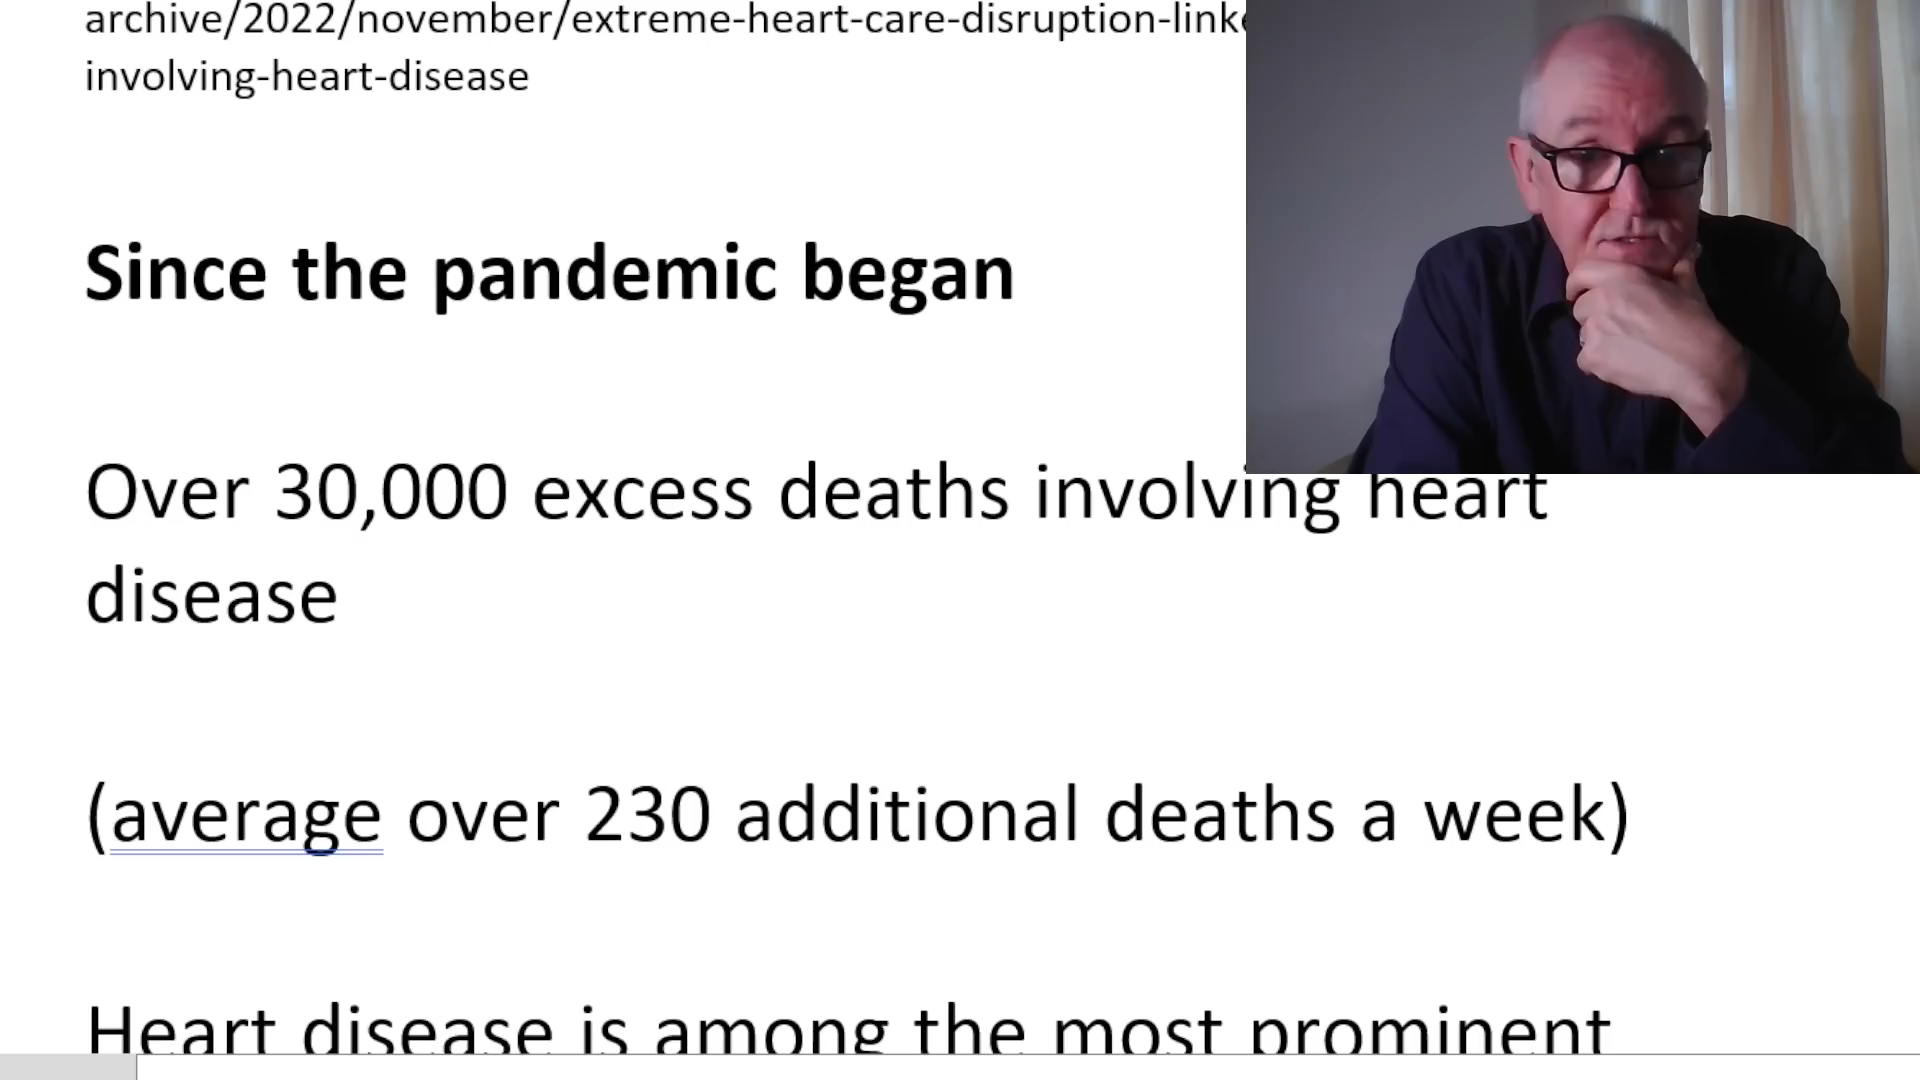 archive/2022/november/extreme-heart-care-disruption-linke
involving-heart-disease
Since the pandemic began
Over 30,000 excess deaths involving heart
disease
(average over 230 additional deaths a week)
Heart disease is among the most prominent